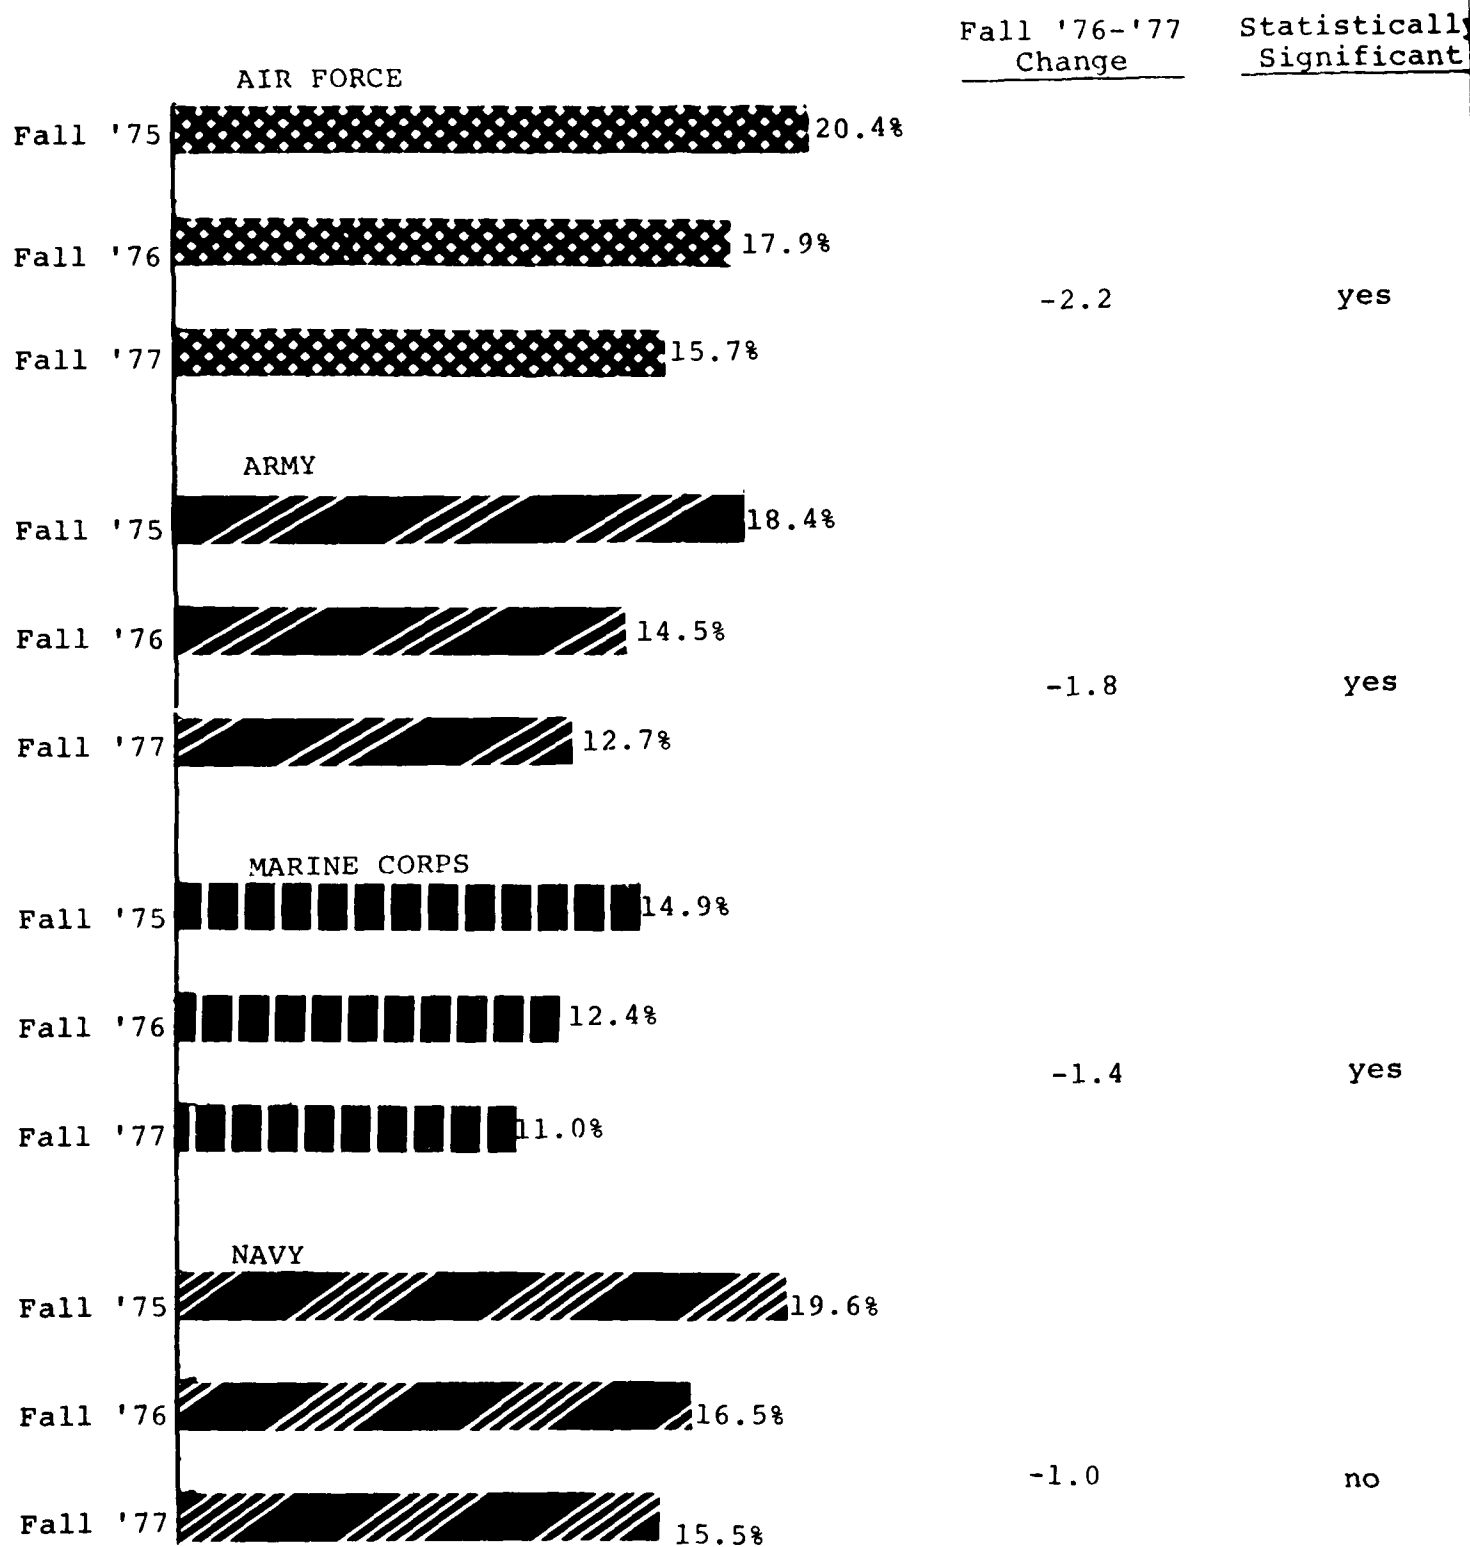 Fall '76-'77 Statistically
Change Significant
AIR FORCE
Fall '75 20.4%
Fall '76 17.9%
-2.2 yes
Fall '77 15.7%
ARMY
Fall '75 18.4%
Fall '76 14.5%
-1.8 yes
Fall '77 12.7%
MARINE CORPS
Fall '75 14.9%
Fall '76 12.4%
-1.4 yes
Fall '77 11.0%
NAVY
Fall '75 19.6%
Fall '76 16.5%
-1.0 no
Fall '77 15.5%